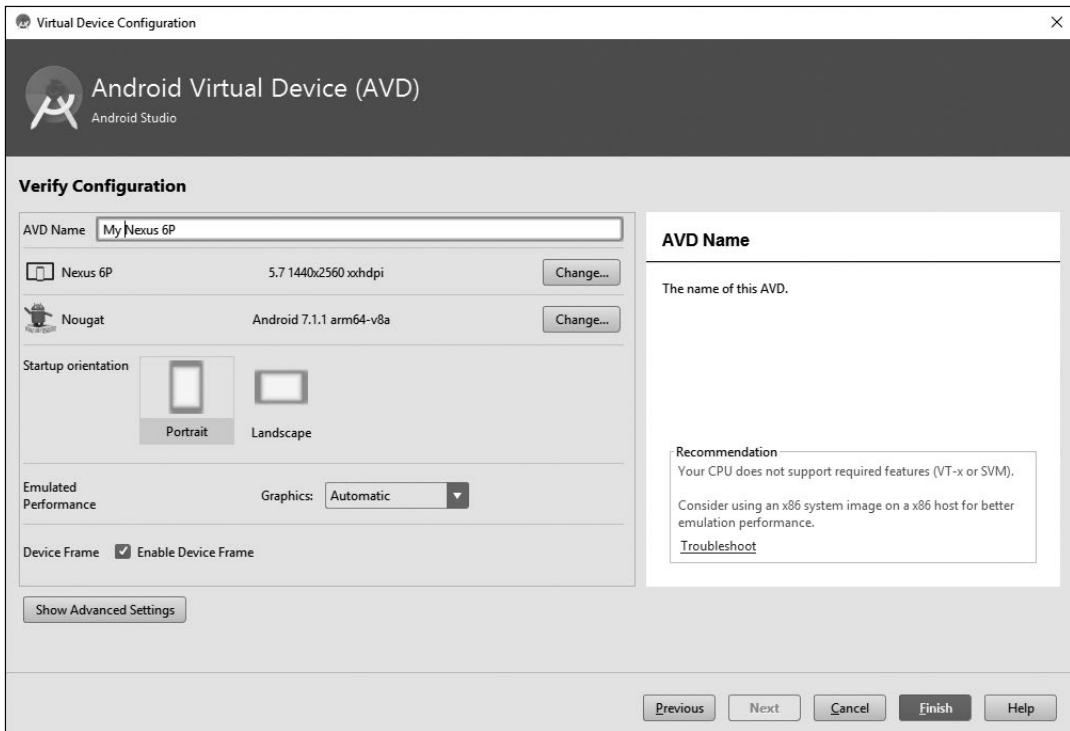 Virtual Device Configuration
Android Virtual Device (AVD)
Android Studio
Verify Configuration
AVD Name My Nexus 6P
Nexus 6P 5.7 1440x2560 xxhdpi Change...
Nougat Android 7.1.1 arm64-v8a Change...
Startup orientation
Portrait Landscape
Emulated
Performance
Graphics: Automatic
Device Frame Enable Device Frame
Show Advanced Settings
AVD Name
The name of this AVD.
Recommendation
Your CPU does not support required features (VT-x or SVM).
Consider using an x86 system image on a x86 host for better
emulation performance.
Troubleshoot
Previous Next Cancel Finish Help